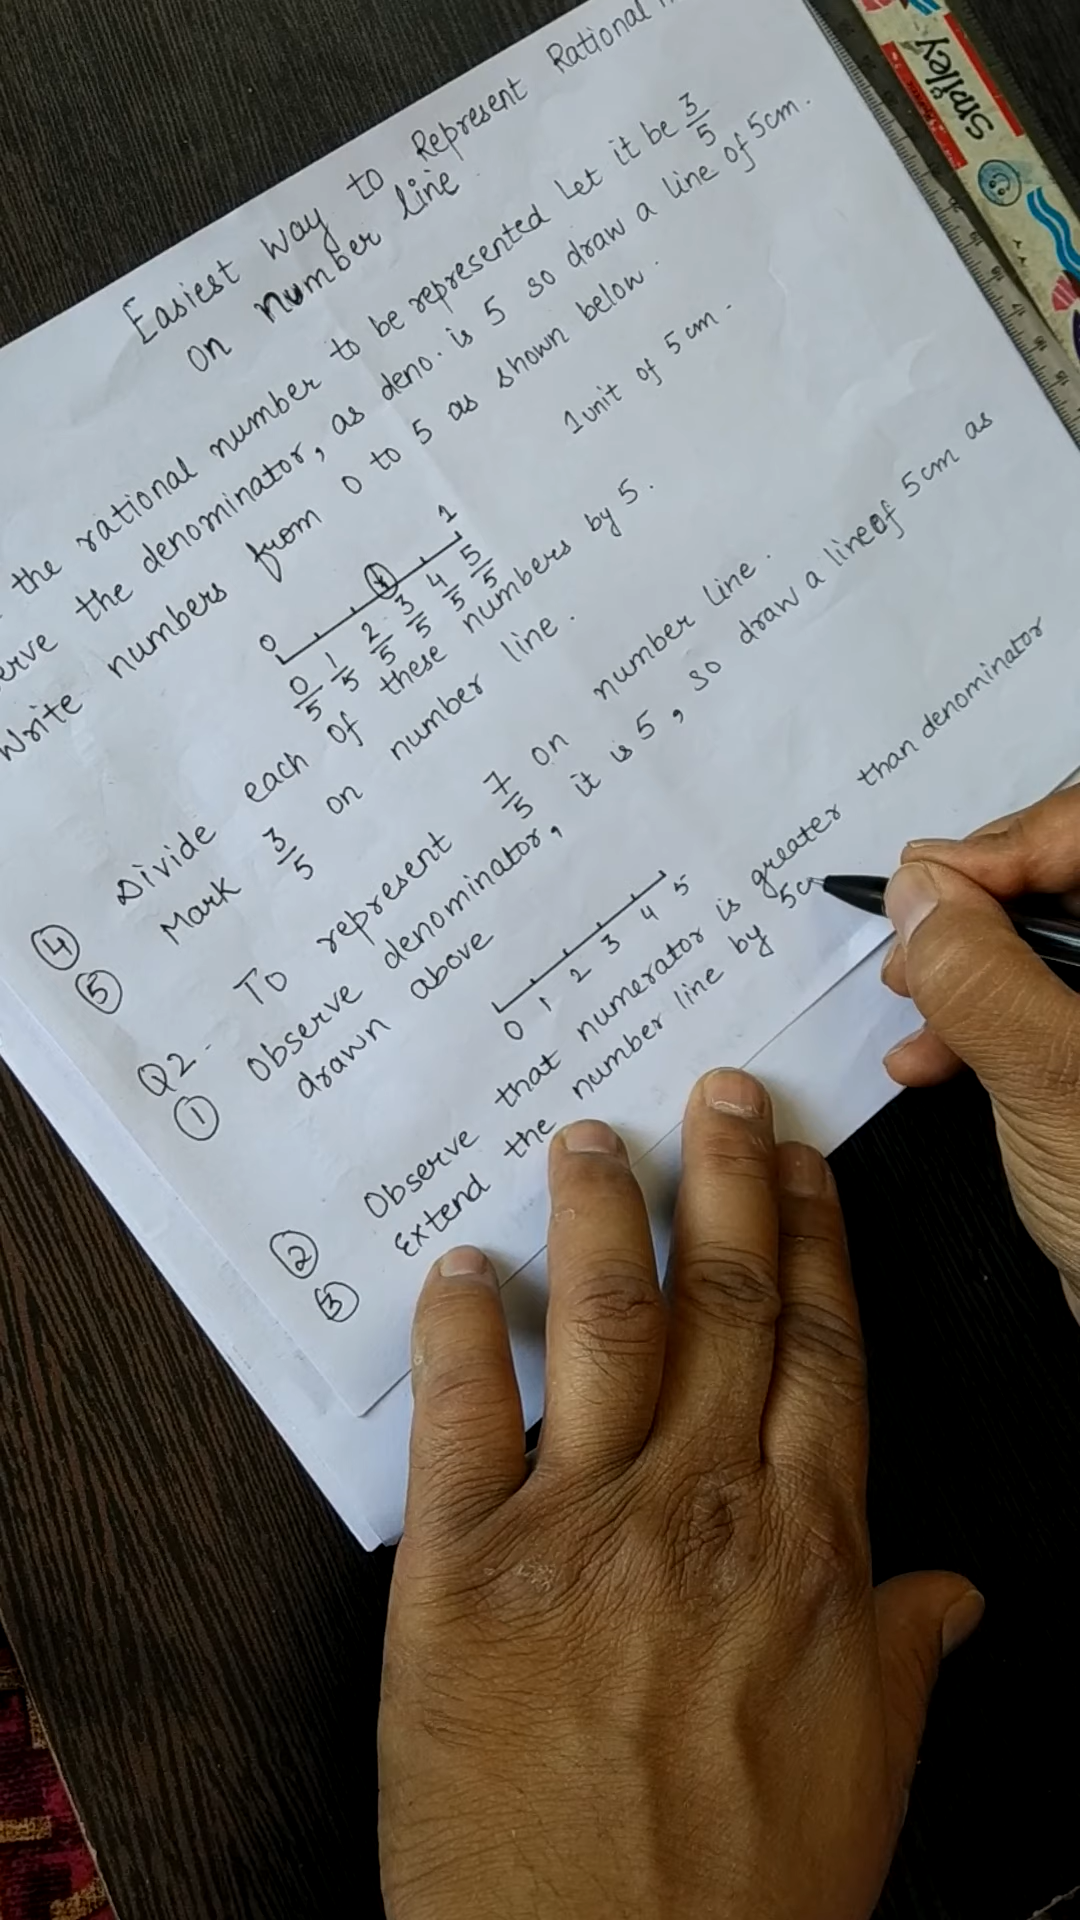 Easiest way to Represent Rational
on number line
the rational number to be represented Let it be 3/5
the denominator, as deno. is 5 so draw a line of 5cm.
Write numbers from 0 to 5 as shown below.
1 unit of 5 cm.
0 1
0/5 1/5 2/5 3/5 4/5 5/5
④ Divide each of these numbers by 5.
⑤ Mark 3/5 on number line.
Q2. To represent 7/5 on number line.
① Observe denominator, it is 5, so draw a line of 5cm as
drawn above
0 1 2 3 4 5
② Observe that numerator is greater than denominator
③ Extend the number line by 5c
Smiley